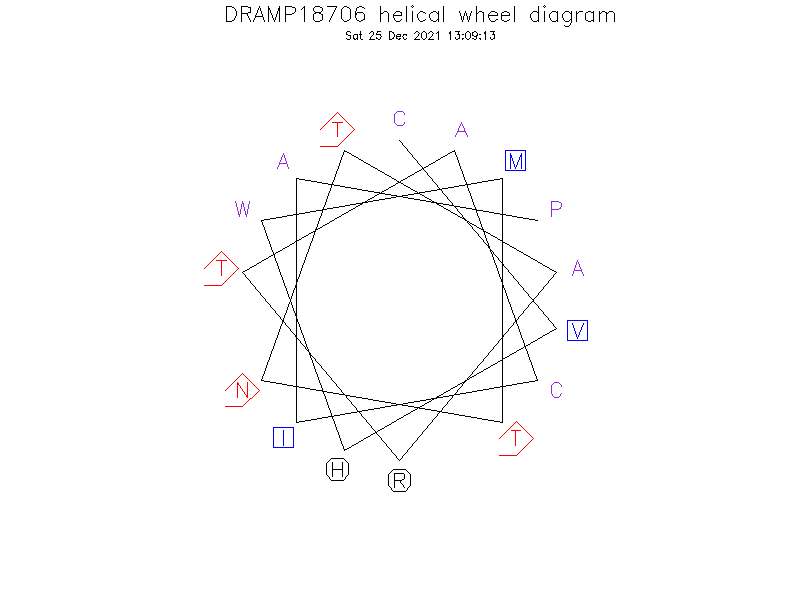 DRAMP18706 helical wheel diagram
Sat 25 Dec 2021 13:09:13
C
T A
A M
W P
T A
V
N C
I T
H R